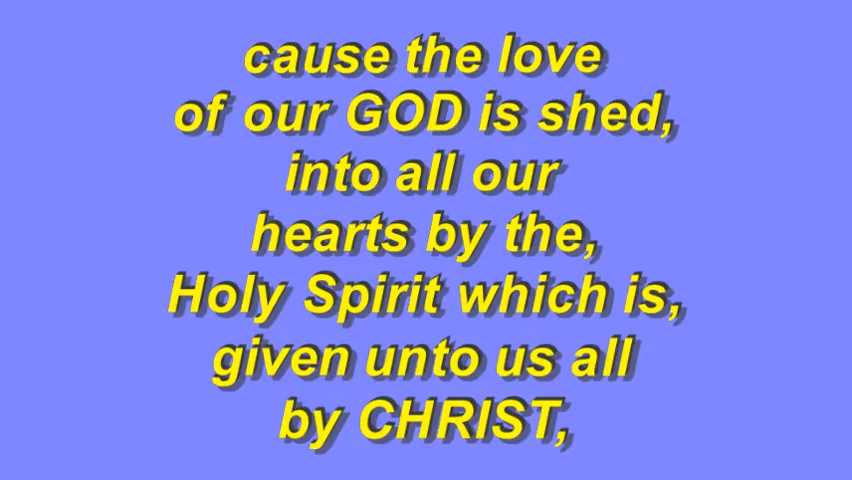 cause the love
of our GOD is shed,
into all our
hearts by the,
Holy Spirit which is,
given unto us all
by CHRIST,